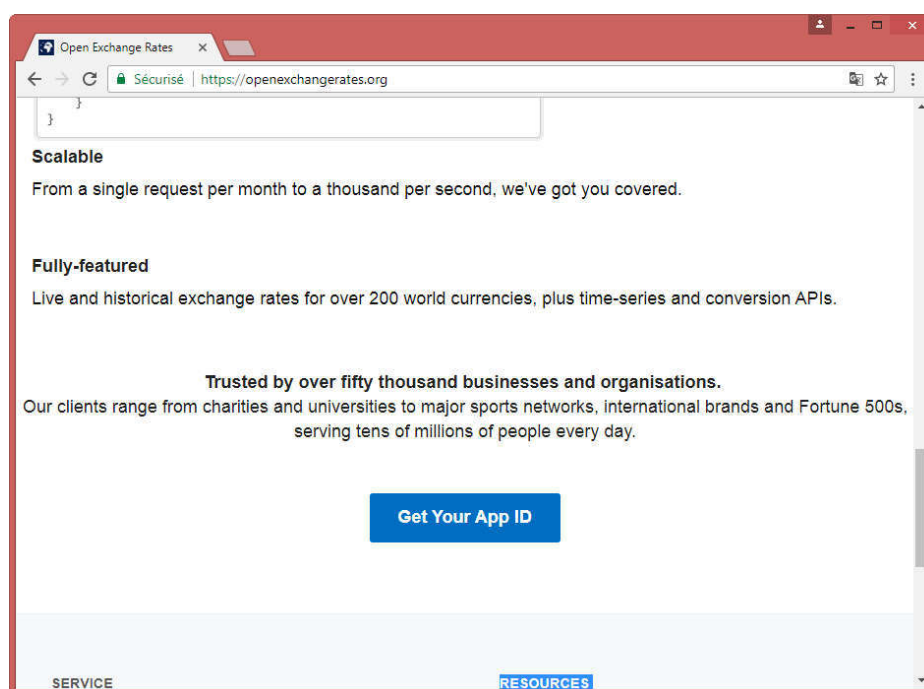 Open Exchange Rates
Sécurisé | https://openexchangerates.org
}
}
Scalable
From a single request per month to a thousand per second, we've got you covered.
Fully-featured
Live and historical exchange rates for over 200 world currencies, plus time-series and conversion APIs.
Trusted by over fifty thousand businesses and organisations.
Our clients range from charities and universities to major sports networks, international brands and Fortune 500s,
serving tens of millions of people every day.
Get Your App ID
SERVICE
RESOURCES